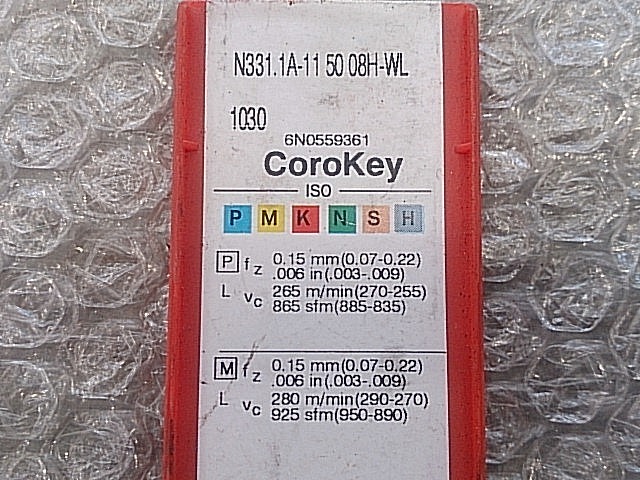 N331.1A-11 50 08H-WL
1030
6N0559361
CoroKey
ISO
P M K N S H
P fz 0.15 mm(0.07-0.22)
.006 in(.003-.009)
L vc 265 m/min(270-255)
865 sfm(885-835)
M fz 0.15 mm(0.07-0.22)
.006 in(.003-.009)
L vc 280 m/min(290-270)
925 sfm(950-890)